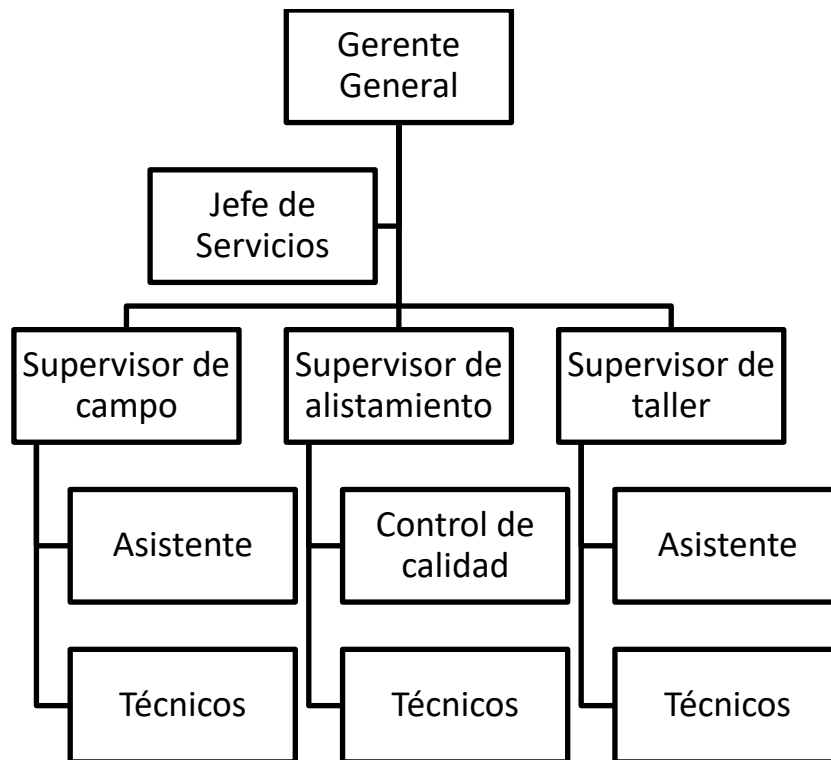 Gerente
General
Jefe de
Servicios
Supervisor de
campo
Supervisor de
alistamiento
Supervisor de
taller
Asistente
Control de
calidad
Asistente
Técnicos
Técnicos
Técnicos